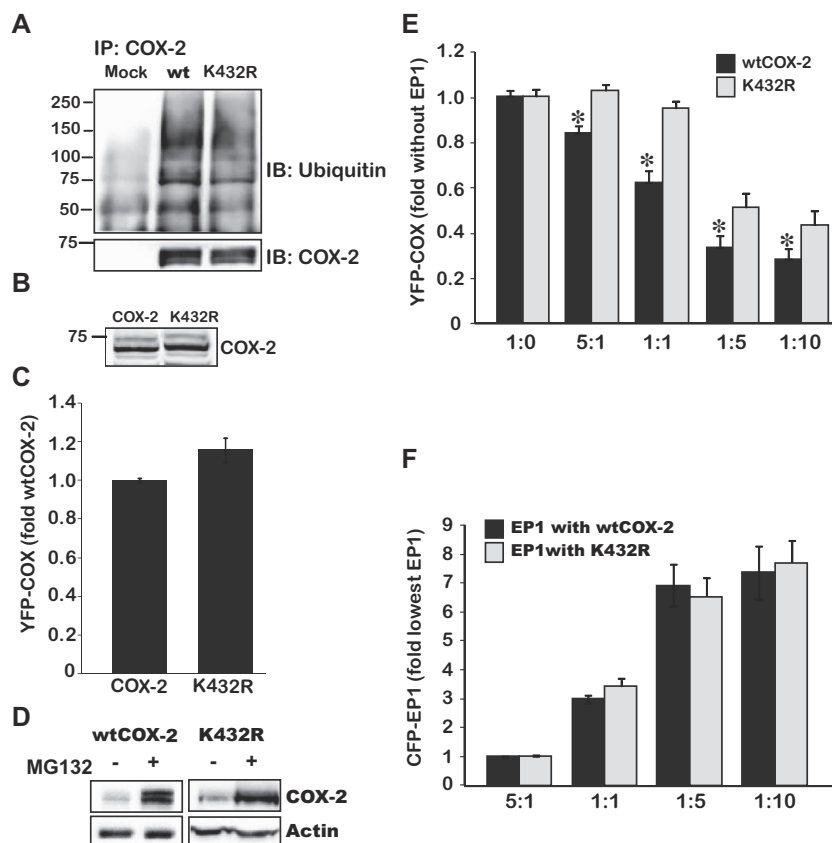 A
IP: COX-2
Mock wt K432R
250
150
100
75
50
IB: Ubiquitin
75
IB: COX-2
B
COX-2 K432R
75
COX-2
C
YFP-COX (fold wtCOX-2)
1.4
1.2
1.0
0.8
0.6
0.4
0.2
0
COX-2 K432R
D
wtCOX-2 K432R
MG132 - + - +
COX-2
Actin
E
YFP-COX (fold without EP1)
1.2
1.0
0.8
0.6
0.4
0.2
0
wtCOX-2
K432R
* * * *
1:0 5:1 1:1 1:5 1:10
F
CFP-EP1 (fold lowest EP1)
9
8
7
6
5
4
3
2
1
0
EP1 with wtCOX-2
EP1with K432R
5:1 1:1 1:5 1:10